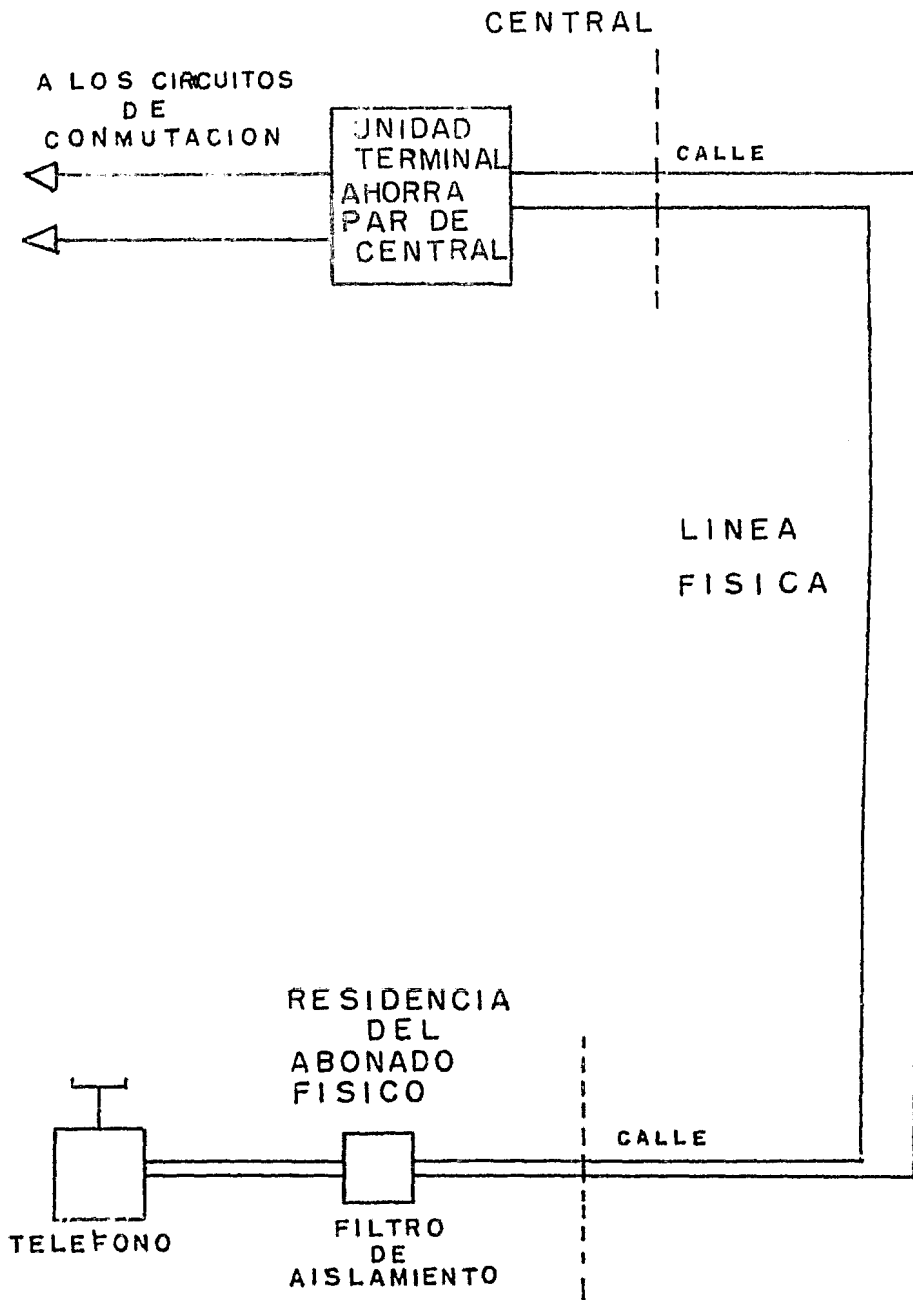 CENTRAL
A LOS CIRCUITOS
DE
CONMUTACION
UNIDAD
TERMINAL
AHORRA
PAR DE
CENTRAL
CALLE
LINEA
FISICA
RESIDENCIA
DEL
ABONADO
FISICO
CALLE
TELEFONO
FILTRO
DE
AISLAMIENTO